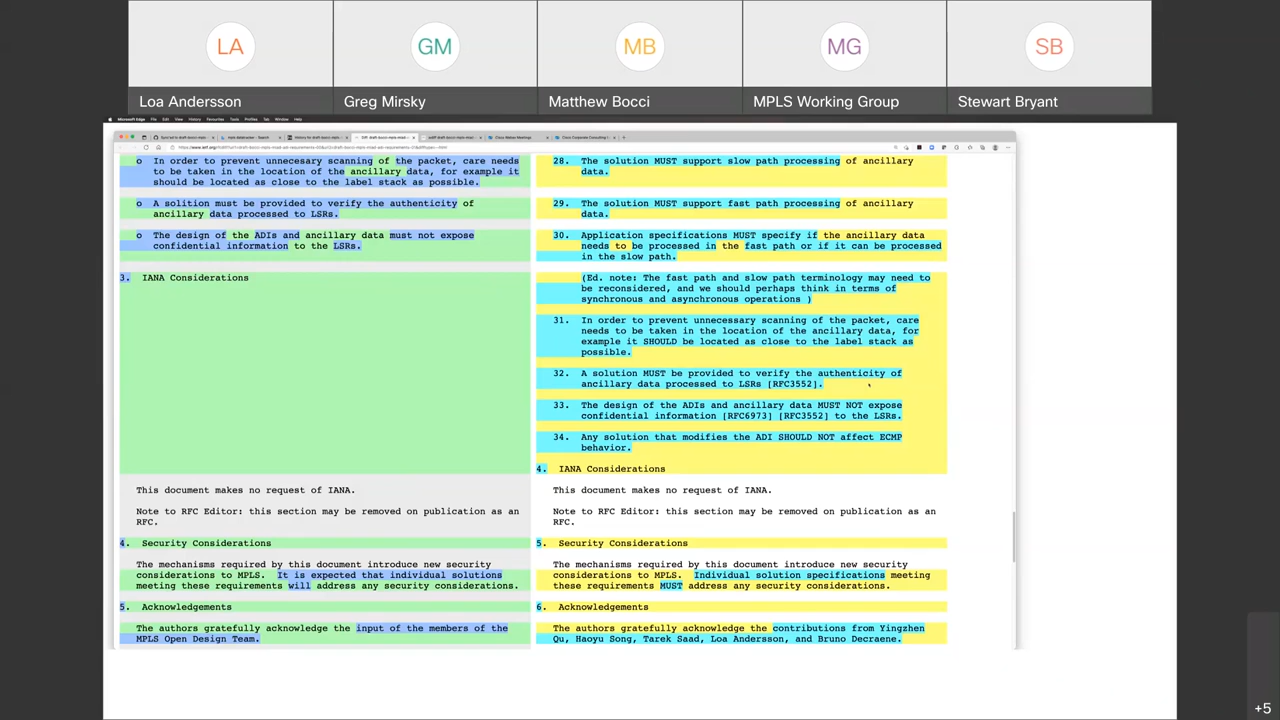 LA
GM
MB
MG
SB
Loa Andersson
Greg Mirsky
Matthew Bocci
MPLS Working Group
Stewart Bryant
Microsoft Edge File Edit View History Favourites Tools Profiles Tab Window Help
o In order to prevent unnecesary scanning of the packet, care needs
to be taken in the location of the ancillary data, for example it
should be located as close to the label stack as possible.
o A solition must be provided to verify the authenticity of
ancillary data processed to LSRs.
o The design of the ADIs and ancillary data must not expose
confidential information to the LSRs.
3. IANA Considerations
This document makes no request of IANA.
Note to RFC Editor: this section may be removed on publication as an
RFC.
4. Security Considerations
The mechanisms required by this document introduce new security
considerations to MPLS. It is expected that individual solutions
meeting these requirements will address any security considerations.
5. Acknowledgements
The authors gratefully acknowledge the input of the members of the
MPLS Open Design Team.
28. The solution MUST support slow path processing of ancillary
data.
29. The solution MUST support fast path processing of ancillary
data.
30. Application specifications MUST specify if the ancillary data
needs to be processed in the fast path or if it can be processed
in the slow path.
(Ed. note: The fast path and slow path terminology may need to
be reconsidered, and we should perhaps think in terms of
synchronous and asynchronous operations )
31. In order to prevent unnecessary scanning of the packet, care
needs to be taken in the location of the ancillary data, for
example it SHOULD be located as close to the label stack as
possible.
32. A solution MUST be provided to verify the authenticity of
ancillary data processed to LSRs [RFC3552].
33. The design of the ADIs and ancillary data MUST NOT expose
confidential information [RFC6973] [RFC3552] to the LSRs.
34. Any solution that modifies the ADI SHOULD NOT affect ECMP
behavior.
4. IANA Considerations
This document makes no request of IANA.
Note to RFC Editor: this section may be removed on publication as an
RFC.
5. Security Considerations
The mechanisms required by this document introduce new security
considerations to MPLS. Individual solution specifications meeting
these requirements MUST address any security considerations.
6. Acknowledgements
The authors gratefully acknowledge the contributions from Yingzhen
Qu, Haoyu Song, Tarek Saad, Loa Andersson, and Bruno Decraene.
+5